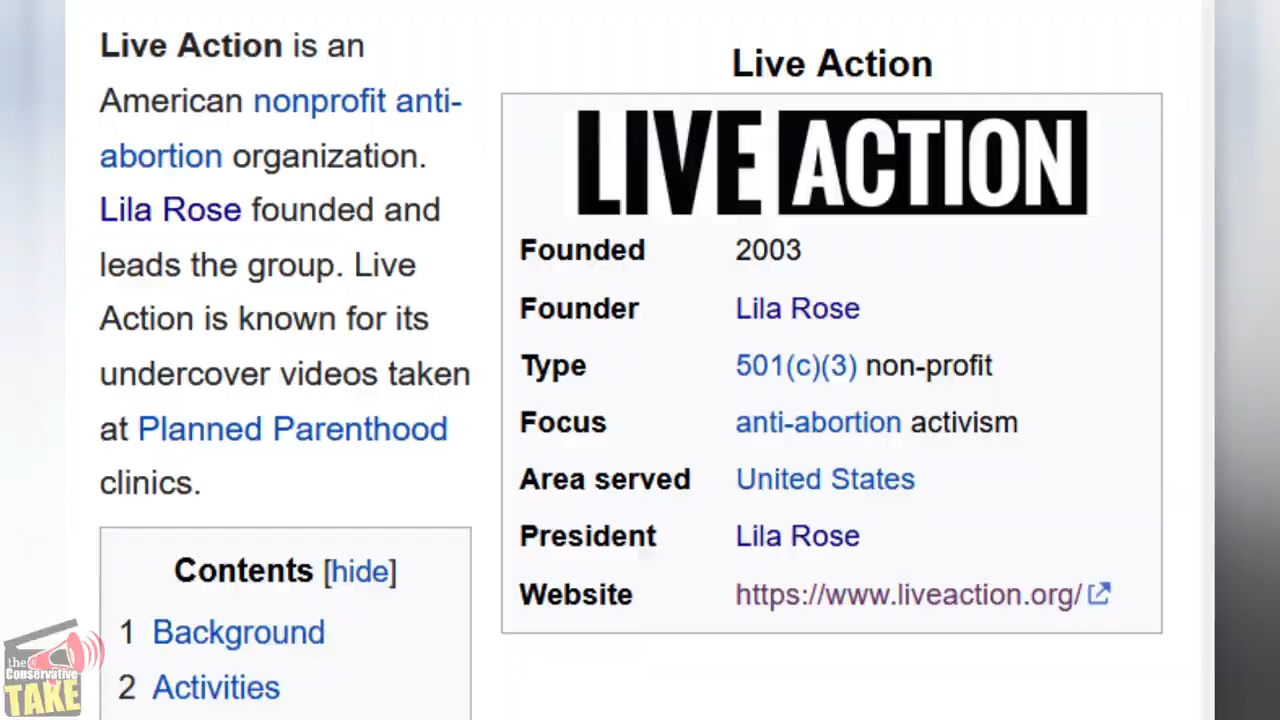 Live Action is an
American nonprofit anti-
abortion organization.
Lila Rose founded and
leads the group. Live
Action is known for its
undercover videos taken
at Planned Parenthood
clinics.
Contents [hide]
1 Background
2 Activities
Live Action
LIVE ACTION
Founded 2003
Founder Lila Rose
Type 501(c)(3) non-profit
Focus anti-abortion activism
Area served United States
President Lila Rose
Website https://www.liveaction.org/
the
Conservative
TAKE